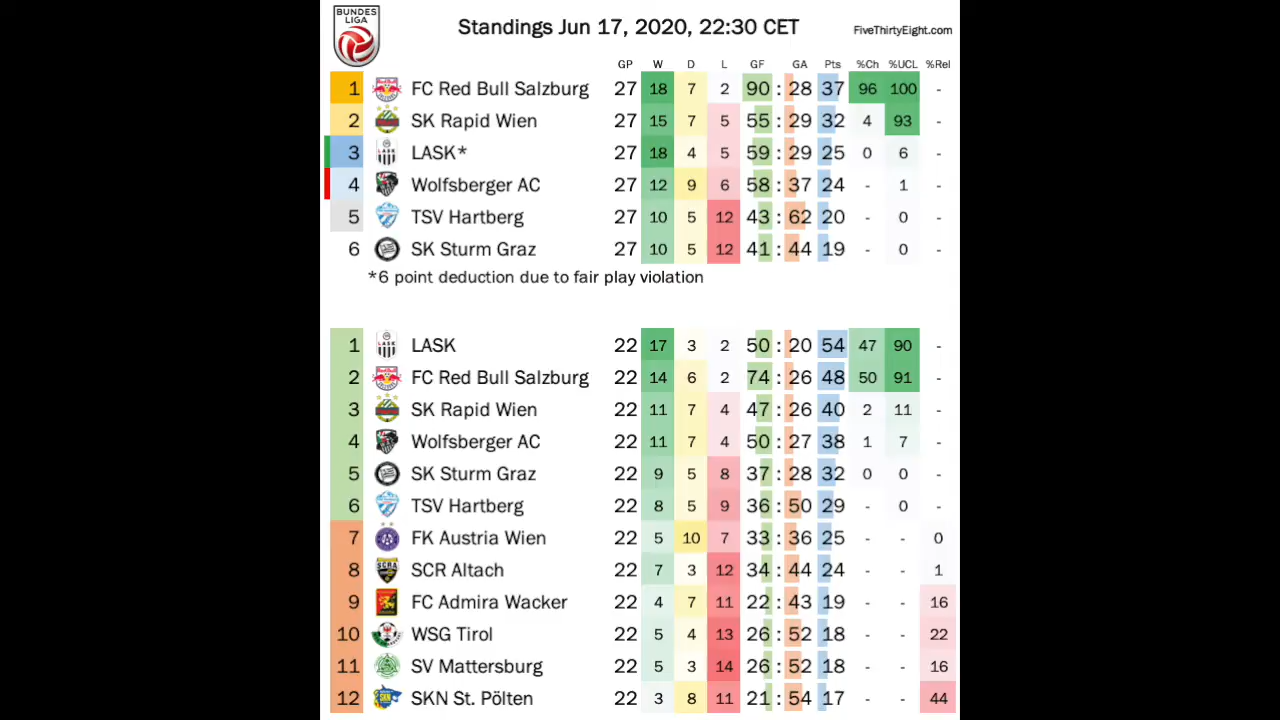 BUNDES
LIGA
Standings Jun 17, 2020, 22:30 CET
FiveThirtyEight.com
GP W D L GF GA Pts %Ch %UCL %Rel
1 FC Red Bull Salzburg 27 18 7 2 90 : 28 37 96 100 -
2 SK Rapid Wien 27 15 7 5 55 : 29 32 4 93 -
3 LASK* 27 18 4 5 59 : 29 25 0 6 -
4 Wolfsberger AC 27 12 9 6 58 : 37 24 - 1 -
5 TSV Hartberg 27 10 5 12 43 : 62 20 - 0 -
6 SK Sturm Graz 27 10 5 12 41 : 44 19 - 0 -
*6 point deduction due to fair play violation
1 LASK 22 17 3 2 50 : 20 54 47 90 -
2 FC Red Bull Salzburg 22 14 6 2 74 : 26 48 50 91 -
3 SK Rapid Wien 22 11 7 4 47 : 26 40 2 11 -
4 Wolfsberger AC 22 11 7 4 50 : 27 38 1 7 -
5 SK Sturm Graz 22 9 5 8 37 : 28 32 0 0 -
6 TSV Hartberg 22 8 5 9 36 : 50 29 - 0 -
7 FK Austria Wien 22 5 10 7 33 : 36 25 - - 0
8 SCR Altach 22 7 3 12 34 : 44 24 - - 1
9 FC Admira Wacker 22 4 7 11 22 : 43 19 - - 16
10 WSG Tirol 22 5 4 13 26 : 52 18 - - 22
11 SV Mattersburg 22 5 3 14 26 : 52 18 - - 16
12 SKN St. Pölten 22 3 8 11 21 : 54 17 - - 44